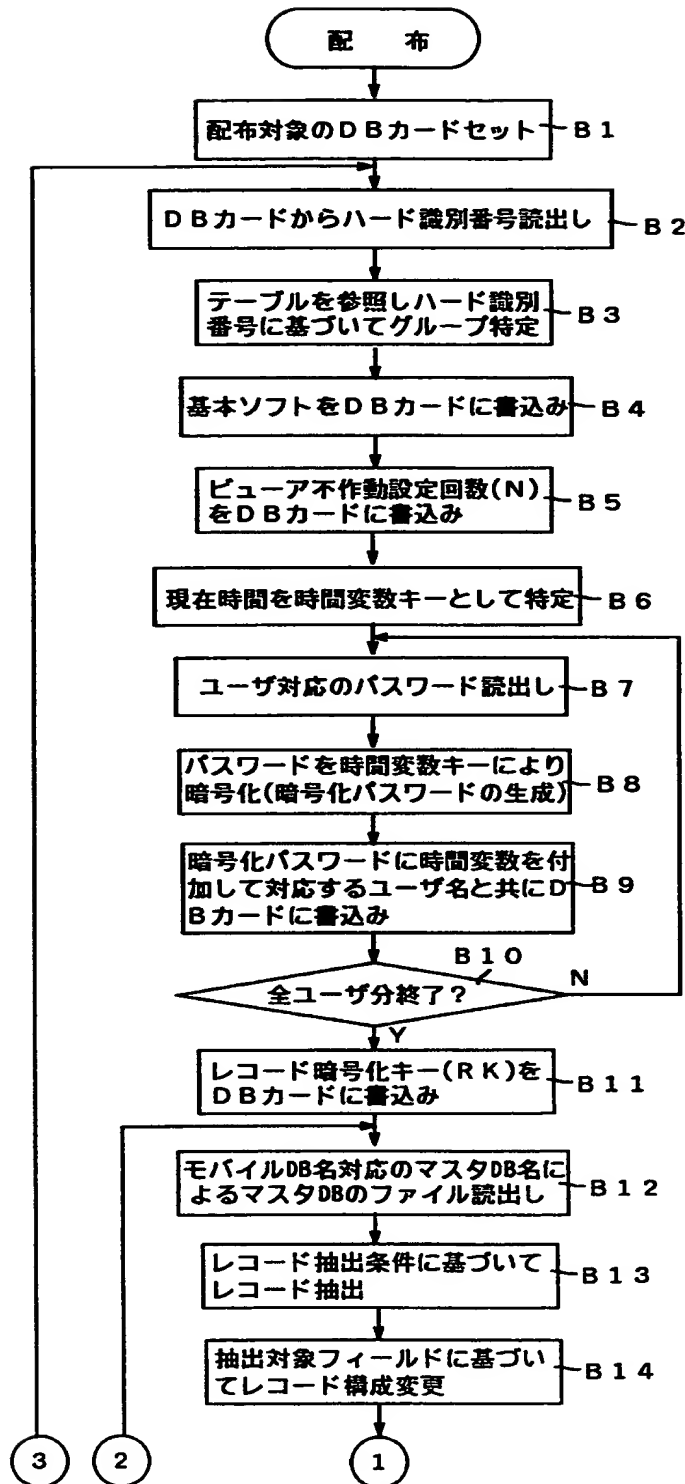 配 布
配布対象のDBカードセット B1
DBカードからハード識別番号読出し B2
テーブルを参照しハード識別
番号に基づいてグループ特定 B3
基本ソフトをDBカードに書込み B4
ビューア不作動設定回数(N)
をDBカードに書込み B5
現在時間を時間変数キーとして特定 B6
ユーザ対応のパスワード読出し B7
パスワードを時間変数キーにより
暗号化(暗号化パスワードの生成) B8
暗号化パスワードに時間変数を付
加して対応するユーザ名と共にD B9
Bカードに書込み
B10
全ユーザ分終了? N
Y
レコード暗号化キー(RK)を
DBカードに書込み B11
モバイルDB名対応のマスタDB名に
よるマスタDBのファイル読出し B12
レコード抽出条件に基づいて
レコード抽出 B13
抽出対象フィールドに基づい
てレコード構成変更 B14
3 2 1